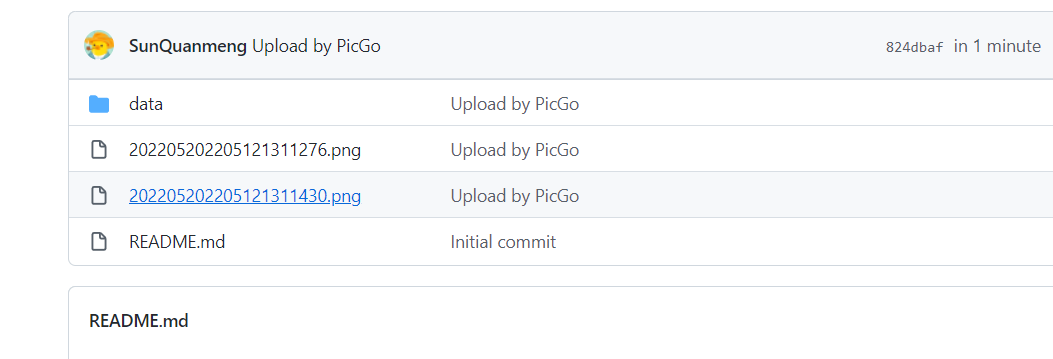 SunQuanmeng Upload by PicGo 824dbaf in 1 minute
data Upload by PicGo
202205202205121311276.png Upload by PicGo
202205202205121311430.png Upload by PicGo
README.md Initial commit
README.md